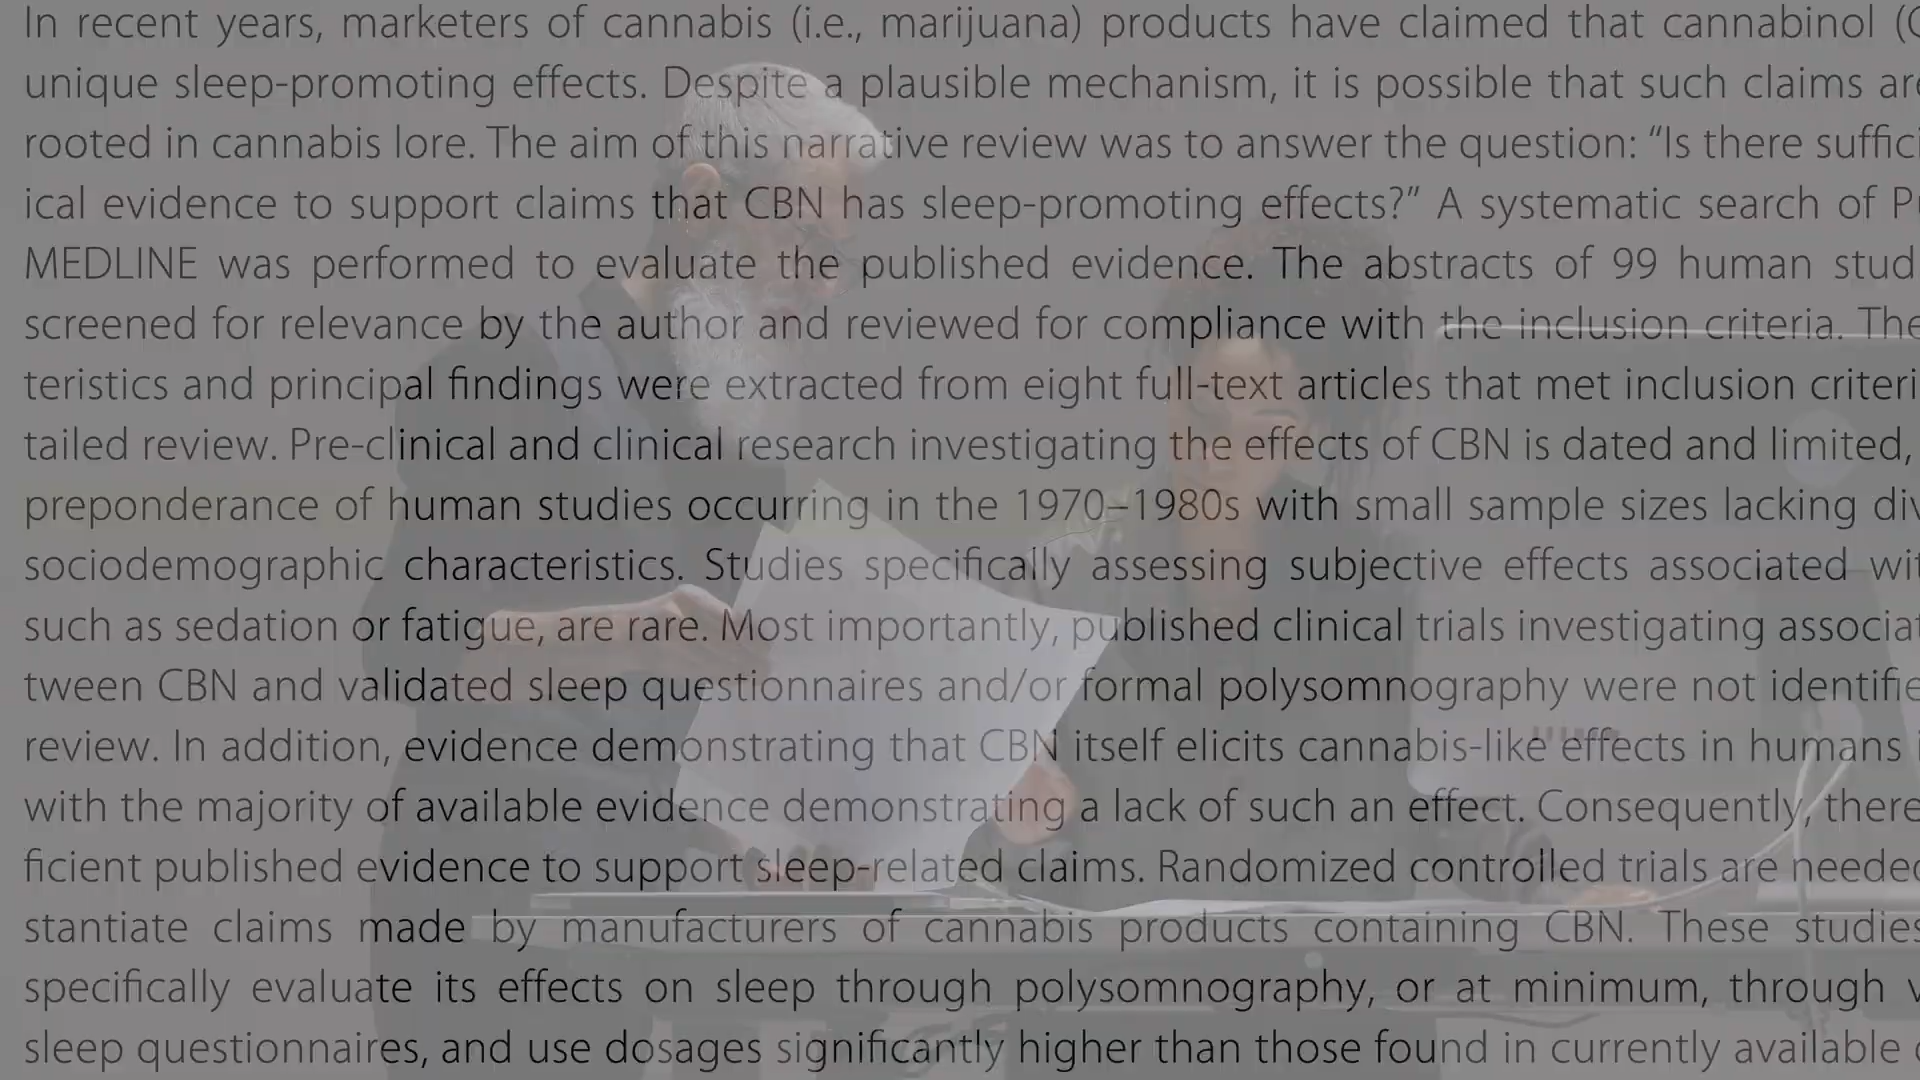 In recent years, marketers of cannabis (i.e., marijuana) products have claimed that cannabinol
unique sleep-promoting effects. Despite a plausible mechanism, it is possible that such claims
rooted in cannabis lore. The aim of this narrative review was to answer the question: “Is there
ical evidence to support claims that CBN has sleep-promoting effects?” A systematic search of
MEDLINE was performed to evaluate the published evidence. The abstracts of 99 human
screened for relevance by the author and reviewed for compliance with the inclusion criteria.
teristics and principal findings were extracted from eight full-text articles that met inclusion
tailed review. Pre-clinical and clinical research investigating the effects of CBN is dated and limited,
preponderance of human studies occurring in the 1970–1980s with small sample sizes lacking
sociodemographic characteristics. Studies specifically assessing subjective effects associated
such as sedation or fatigue, are rare. Most importantly, published clinical trials investigating
tween CBN and validated sleep questionnaires and/or formal polysomnography were not
review. In addition, evidence demonstrating that CBN itself elicits cannabis-like effects in humans
with the majority of available evidence demonstrating a lack of such an effect. Consequently, there
ficient published evidence to support sleep-related claims. Randomized controlled trials are
stantiate claims made by manufacturers of cannabis products containing CBN. These studies
specifically evaluate its effects on sleep through polysomnography, or at minimum, through
sleep questionnaires, and use dosages significantly higher than those found in currently available